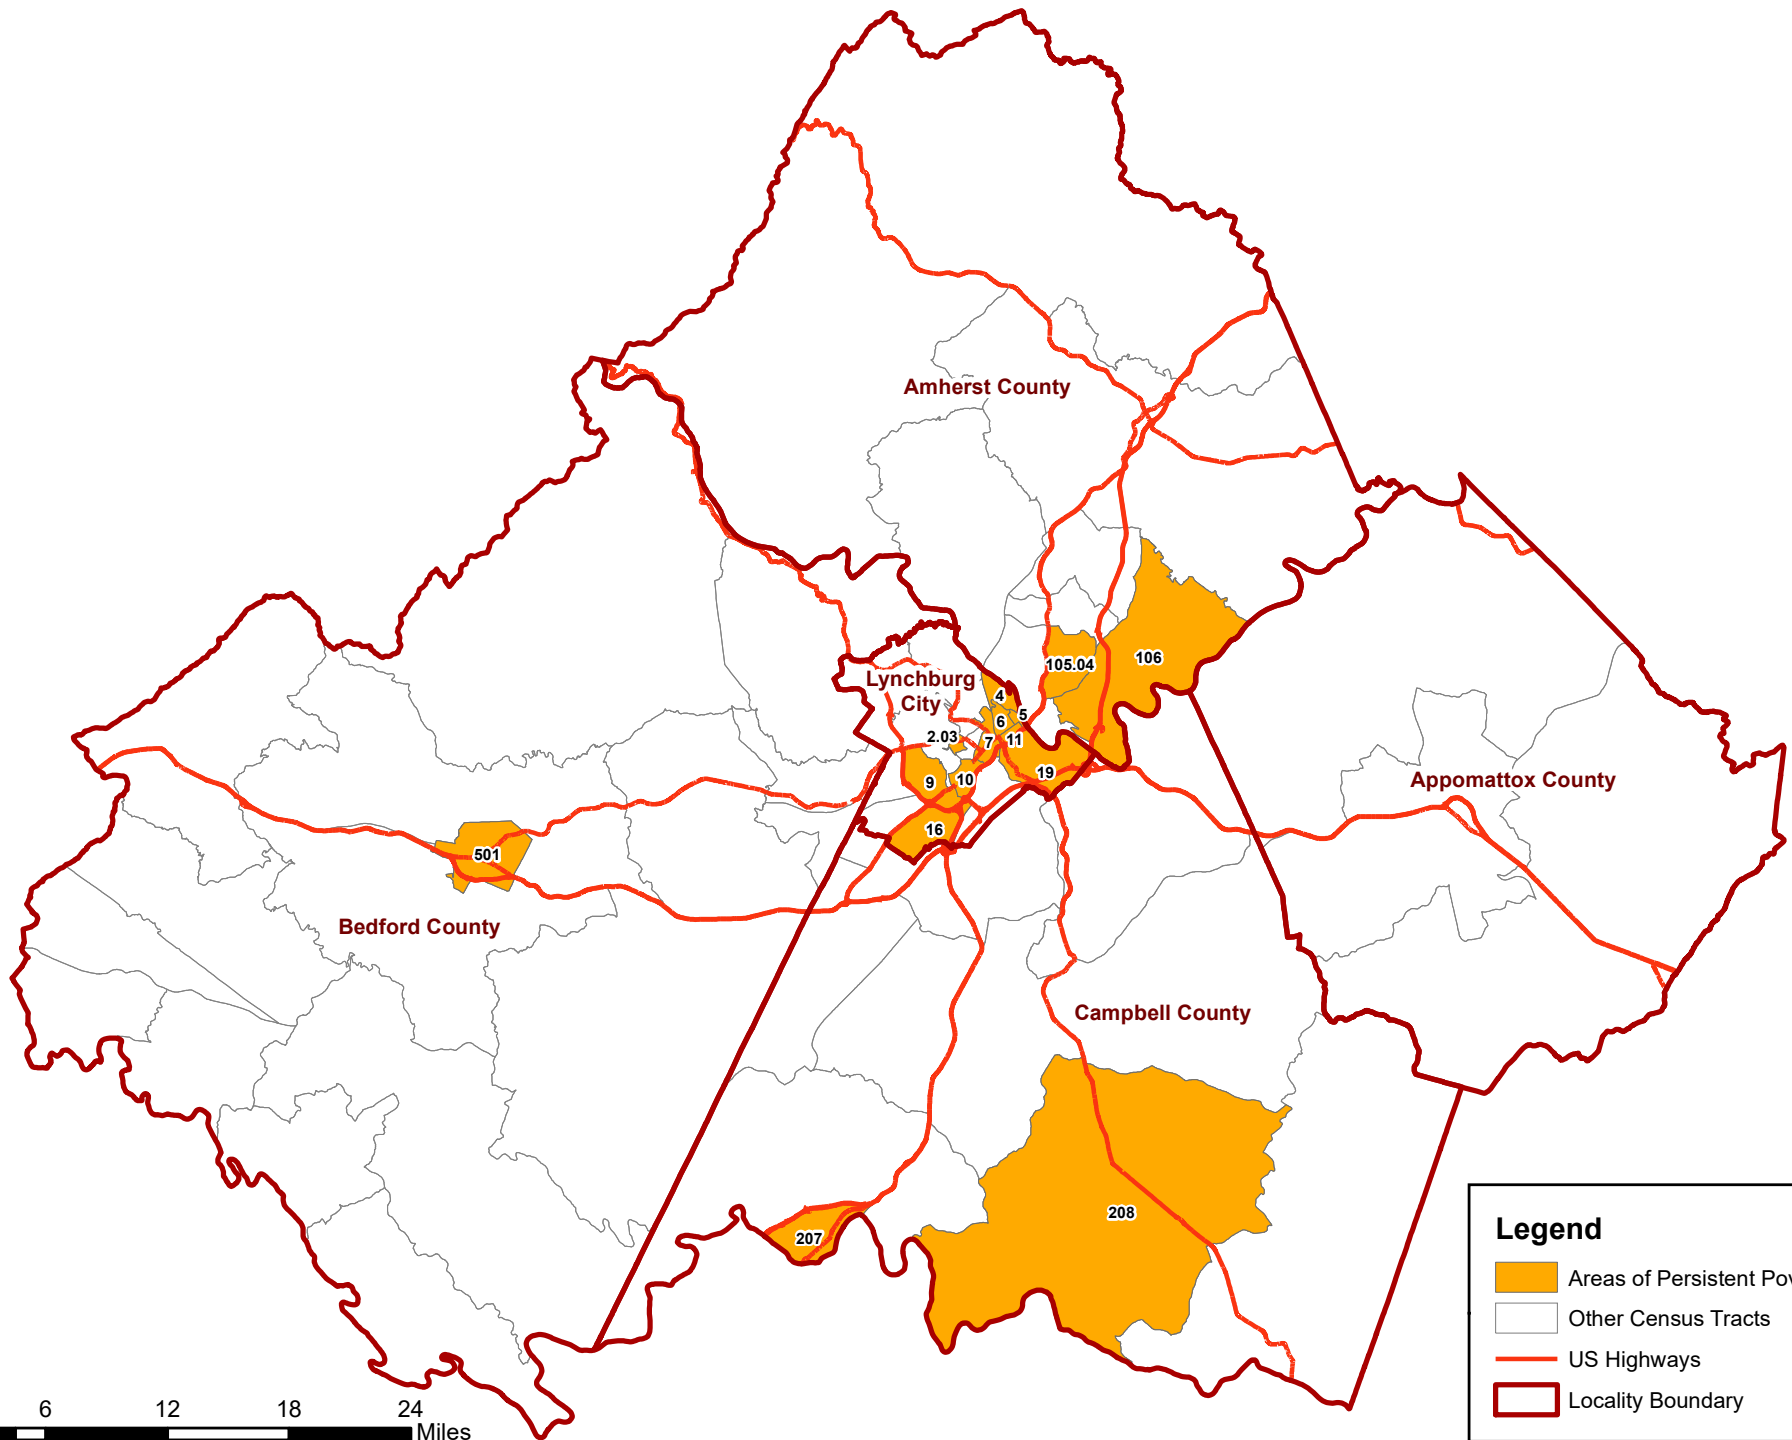 Amherst County
105.04
106
Lynchburg
City
4
5
6
2.03
7
11
19
9
10
16
Appomattox County
501
Bedford County
Campbell County
208
207
Legend
Areas of Persistent
Other Census Tracts
US Highways
Locality Boundary
6 12 18 24
Miles